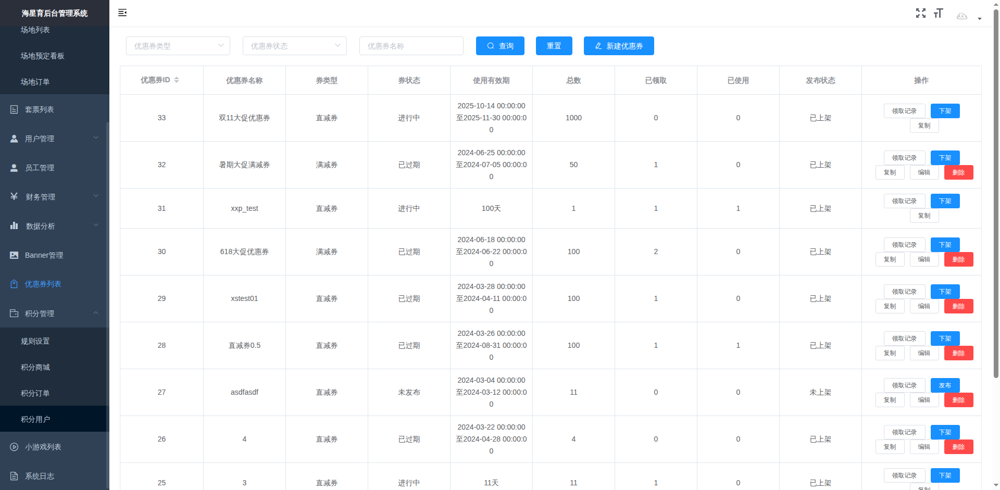 海星育后台管理系统
场地列表
场地预定看板
场地订单
套票列表
用户管理
员工管理
财务管理
数据分析
Banner管理
优惠券列表
积分管理
规则设置
积分商城
积分订单
积分用户
小游戏列表
系统日志
优惠券类型 优惠券状态 优惠券名称 查询 重置 新建优惠券
优惠券ID 优惠券名称 券类型 券状态 使用有效期 总数 已领取 已使用 发布状态 操作
33 双11大促优惠券 直减券 进行中 2025-10-14 00:00:00 1000 0 0 已上架 领取记录 下架
至2025-11-30 00:00:0 复制
0
32 暑期大促满减券 满减券 已过期 2024-06-25 00:00:00 50 1 0 已上架 领取记录 下架
至2024-07-05 00:00:0 复制 编辑 删除
0
31 xxp_test 直减券 进行中 100天 1 1 1 已上架 领取记录 下架
复制
30 618大促优惠券 满减券 已过期 2024-06-18 00:00:00 100 2 0 已上架 领取记录 下架
至2024-06-22 00:00:0 复制 编辑 删除
0
29 xstest01 直减券 已过期 2024-03-28 00:00:00 100 1 0 已上架 领取记录 下架
至2024-04-11 00:00:0 复制 编辑 删除
0
28 直减券0.5 直减券 已过期 2024-03-26 00:00:00 100 1 1 已上架 领取记录 下架
至2024-08-31 00:00:0 复制 编辑 删除
0
27 asdfasdf 直减券 未发布 2024-03-04 00:00:00 11 0 0 未上架 领取记录 发布
至2024-03-12 00:00:0 复制 编辑 删除
0
26 4 直减券 已过期 2024-03-22 00:00:00 4 0 0 已上架 领取记录 下架
至2024-04-28 00:00:0 复制 编辑 删除
0
25 3 直减券 进行中 11天 11 1 0 已上架 领取记录 下架
复制